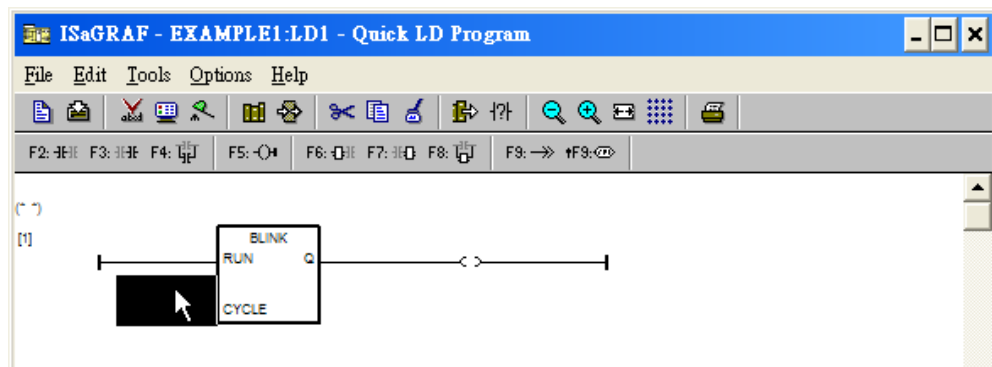 ISaGRAF - EXAMPLE1:LD1 - Quick LD Program
File Edit Tools Options Help
F2: F3: F4: F5: F6: F7: F8: F9: F9:
(* *)
[1]
BLINK
RUN Q
CYCLE